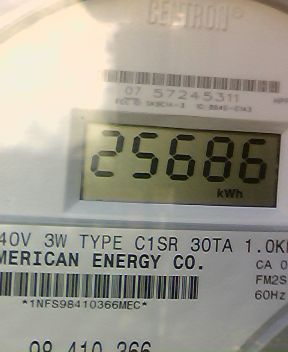 CENTRON®
07 57245311
25686
kWh
40V 3W TYPE C1SR 30TA 1.0K
MERICAN ENERGY CO.
CA 0
FM2S
60Hz
*1NFS98410366MEC*
98 410 366